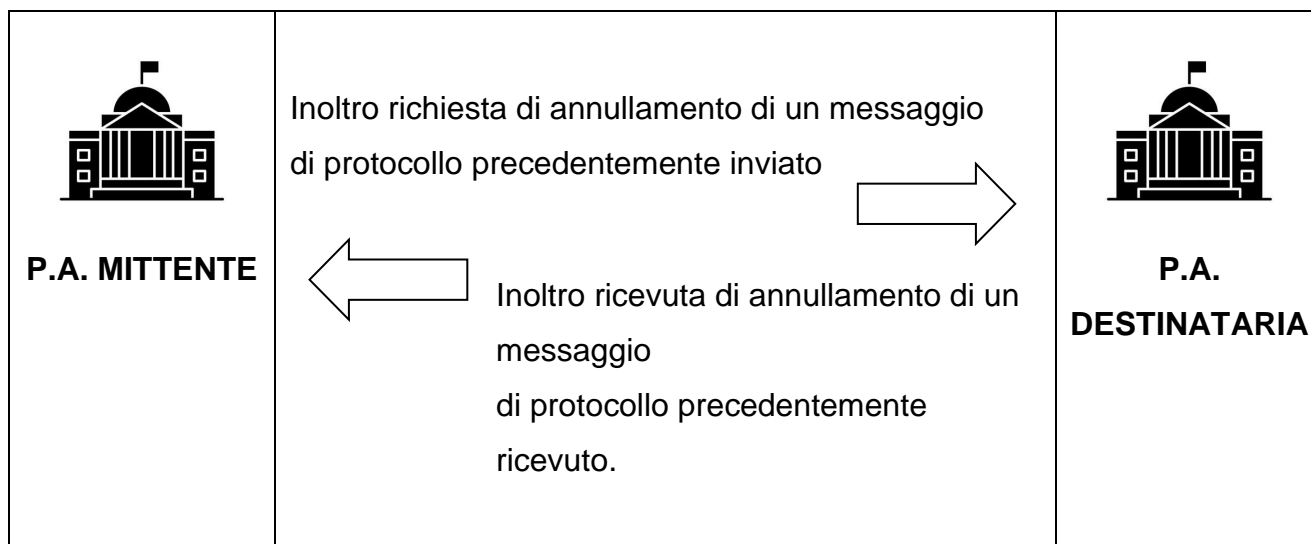 Inoltro richiesta di annullamento di un messaggio
di protocollo precedentemente inviato
P.A. MITTENTE
Inoltro ricevuta di annullamento di un
messaggio
di protocollo precedentemente
ricevuto.
P.A.
DESTINATARIA